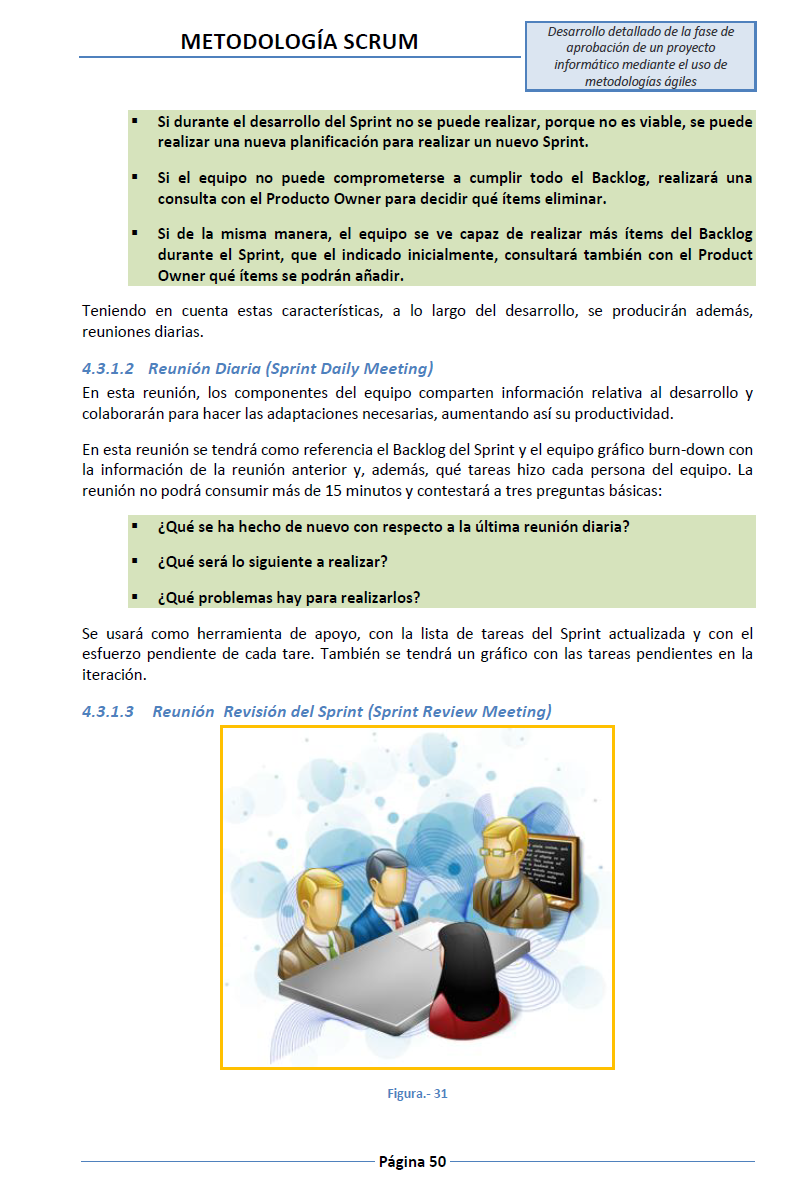 METODOLOGÍA SCRUM
Desarrollo detallado de la fase de
aprobación de un proyecto
informático mediante el uso de
metodologías ágiles
▪ Si durante el desarrollo del Sprint no se puede realizar, porque no es viable, se puede
realizar una nueva planificación para realizar un nuevo Sprint.
▪ Si el equipo no puede comprometerse a cumplir todo el Backlog, realizará una
consulta con el Producto Owner para decidir qué ítems eliminar.
▪ Si de la misma manera, el equipo se ve capaz de realizar más ítems del Backlog
durante el Sprint, que el indicado inicialmente, consultará también con el Product
Owner qué ítems se podrán añadir.
Teniendo en cuenta estas características, a lo largo del desarrollo, se producirán además,
reuniones diarias.
4.3.1.2 Reunión Diaria (Sprint Daily Meeting)
En esta reunión, los componentes del equipo comparten información relativa al desarrollo y
colaborarán para hacer las adaptaciones necesarias, aumentando así su productividad.
En esta reunión se tendrá como referencia el Backlog del Sprint y el equipo gráfico burn-down con
la información de la reunión anterior y, además, qué tareas hizo cada persona del equipo. La
reunión no podrá consumir más de 15 minutos y contestará a tres preguntas básicas:
▪ ¿Qué se ha hecho de nuevo con respecto a la última reunión diaria?
▪ ¿Qué será lo siguiente a realizar?
▪ ¿Qué problemas hay para realizarlos?
Se usará como herramienta de apoyo, con la lista de tareas del Sprint actualizada y con el
esfuerzo pendiente de cada tare. También se tendrá un gráfico con las tareas pendientes en la
iteración.
4.3.1.3 Reunión Revisión del Sprint (Sprint Review Meeting)
Figura.- 31
Página 50